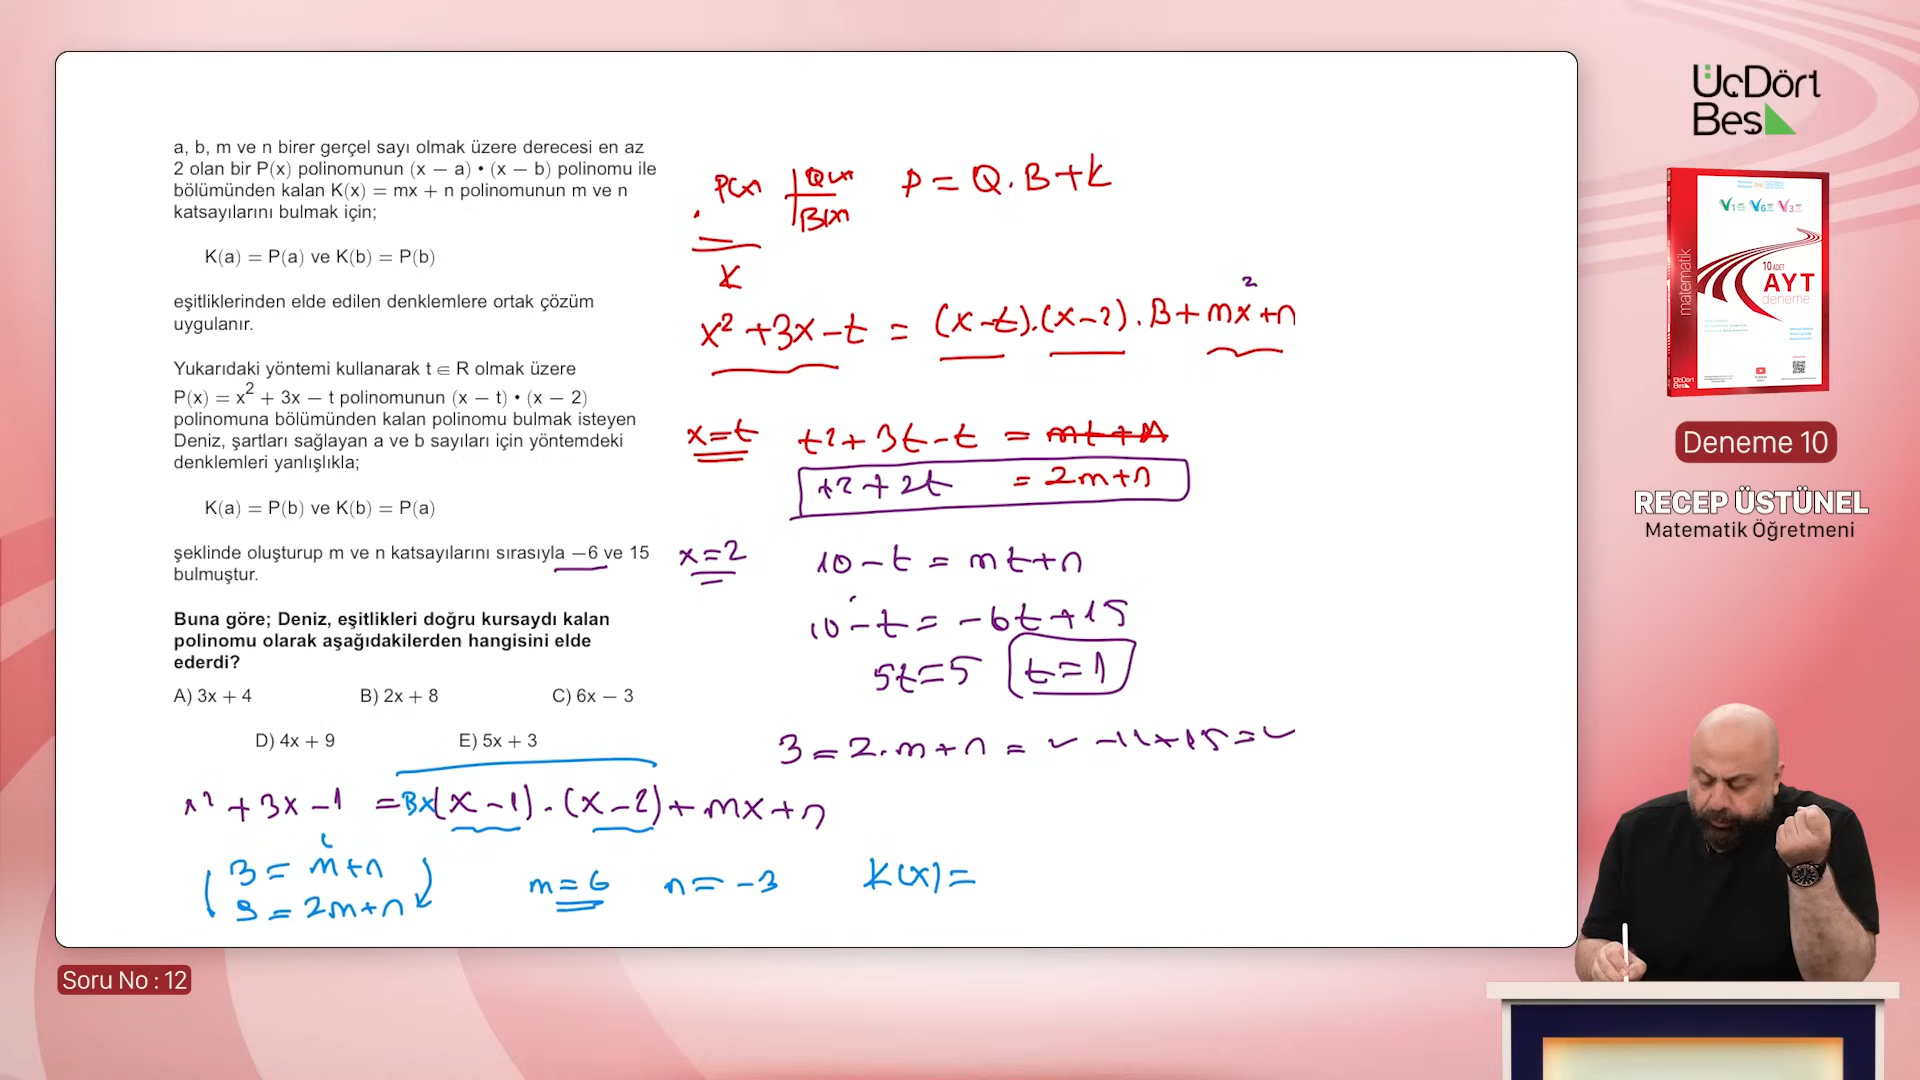 a, b, m ve n birer gerçel sayı olmak üzere derecesi en az
2 olan bir P(x) polinomunun (x – a) • (x – b) polinomu ile
bölümünden kalan K(x) = mx + n polinomunun m ve n
katsayılarını bulmak için;
K(a) = P(a) ve K(b) = P(b)
eşitliklerinden elde edilen denklemlere ortak çözüm
uygulanır.
Yukarıdaki yöntemi kullanarak t ∈ R olmak üzere
P(x) = x² + 3x – t polinomunun (x – t) • (x – 2)
polinomuna bölümünden kalan polinomu bulmak isteyen
Deniz, şartları sağlayan a ve b sayıları için yöntemdeki
denklemleri yanlışlıkla;
K(a) = P(b) ve K(b) = P(a)
şeklinde oluşturup m ve n katsayılarını sırasıyla –6 ve 15
bulmuştur.
Buna göre; Deniz, eşitlikleri doğru kursaydı kalan
polinomu olarak aşağıdakilerden hangisini elde
ederdi?
A) 3x + 4 B) 2x + 8 C) 6x – 3
D) 4x + 9 E) 5x + 3
P(x) Q(x) P = Q.B+K
B(x)
K
2
x² +3x-t = (x-t).(x-2).B+mx+n
x=t t²+3t-t = mt+n
t²+2t = 2m+n
x=2 10-t = mt+n
10-t = -6t+15
5t=5 t=1
3 = 2.m+n = -12+15=
x² +3x-1 =Bx(x-1).(x-2)+mx+n
3= m+n
9=2m+n m=6 n=-3 K(x)=
ÜçDört
Beş
matematik
10 ADET
AYT
deneme
Deneme 10
RECEP ÜSTÜNEL
Matematik Öğretmeni
Soru No : 12